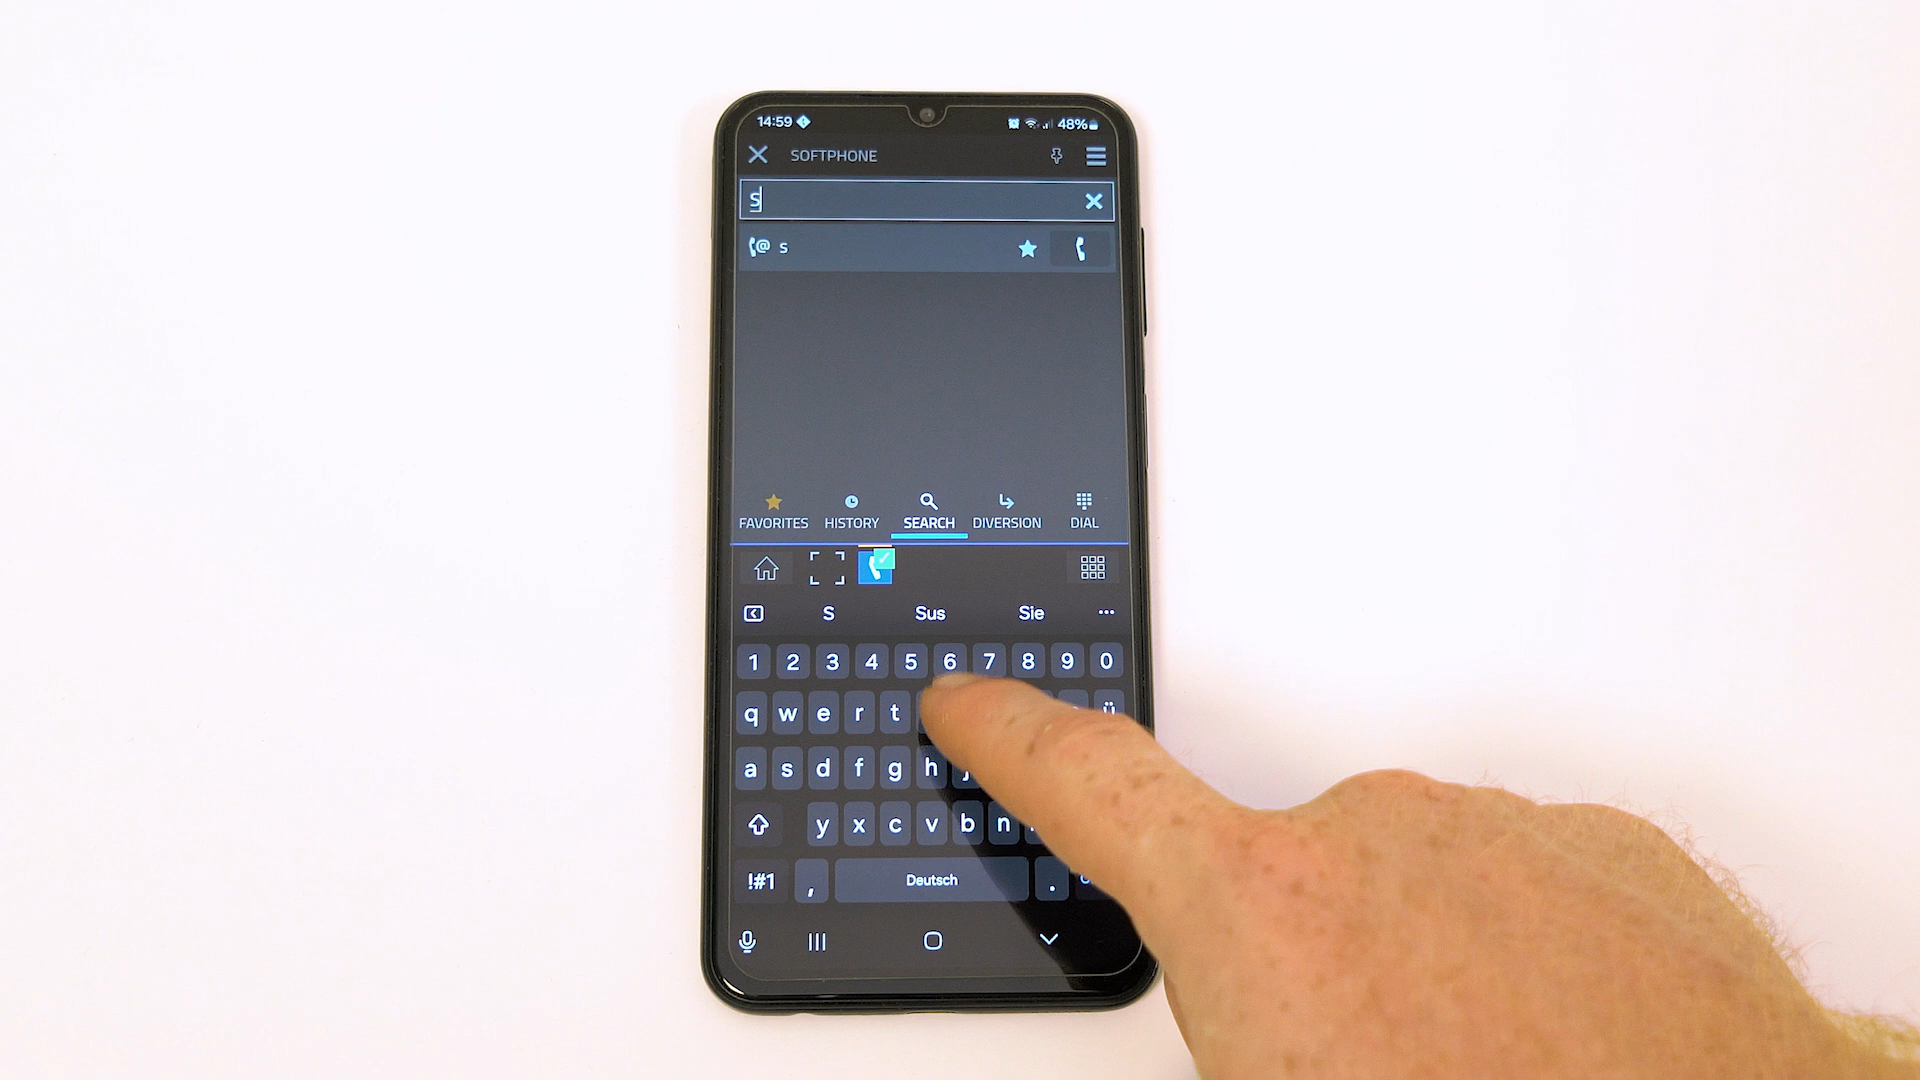 14:59 48%
SOFTPHONE
s
@ s
FAVORITES HISTORY SEARCH DIVERSION DIAL
S Sus Sie ...
1 2 3 4 5 6 7 8 9 0
q w e r t ü
a s d f g h j
y x c v b n
!#1 , Deutsch .